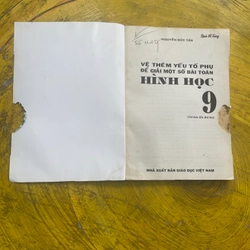 NGUYỄN ĐỨC TẤN
VẼ THÊM YẾU TỐ PHỤ
ĐỂ GIẢI MỘT SỐ BÀI TOÁN
HÌNH HỌC
9
NHÀ XUẤT BẢN GIÁO DỤC VIỆT NAM